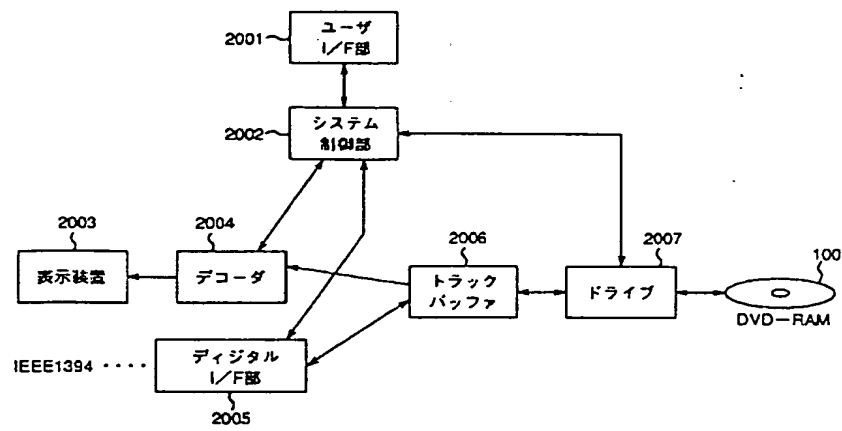 2001
ユーザ
I/F部
2002
システム
制御部
2003
表示装置
2004
デコーダ
2006
トラック
バッファ
2007
ドライブ
100
DVD-RAM
IEEE1394 ····
ディジタル
I/F部
2005